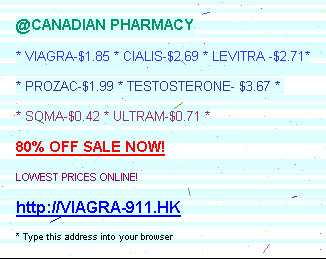 @CANADIAN PHARMACY
* VIAGRA-$1.85 * CIALIS-$2,69 * LEVITRA -$2.71*
* PROZAC-$1.99 * TESTOSTERONE- $3.67 *
* SQMA-$0.42 * ULTRAM-$0.71 *
80% OFF SALE NOW!
LOWEST PRICES ONLINE!
http://VIAGRA-911.HK
* Type this address into your browser